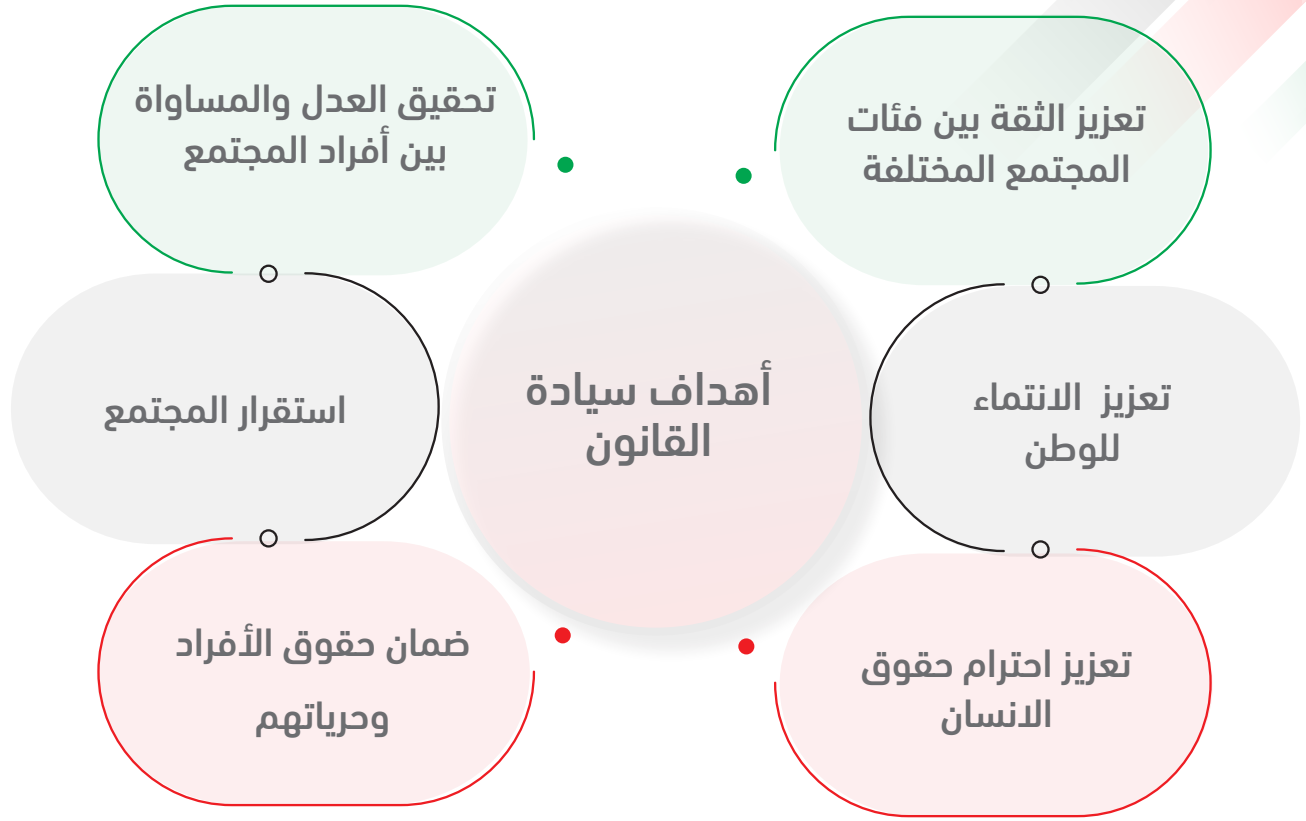 أهداف سيادة
القانون
تعزيز الثقة بين فئات
المجتمع المختلفة
تعزيز الانتماء
للوطن
تعزيز احترام حقوق
الانسان
تحقيق العدل والمساواة
بين أفراد المجتمع
استقرار المجتمع
ضمان حقوق الأفراد
وحرياتهم